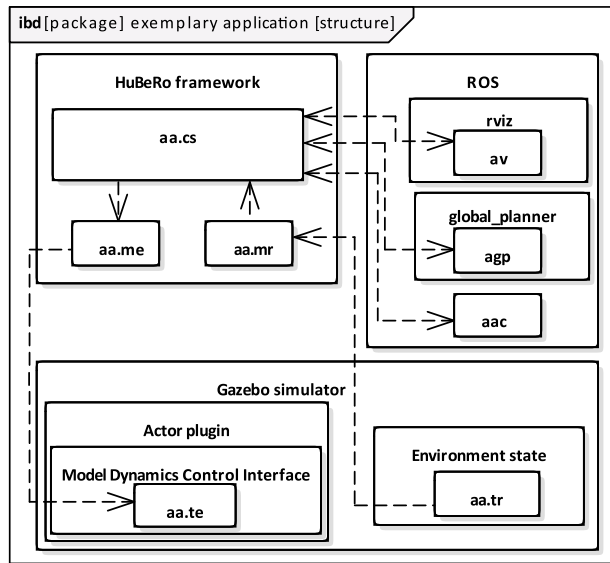 ibd [package] exemplary application [structure]
HuBeRo framework
aa.cs
aa.me
aa.mr
ROS
rviz
av
global_planner
agp
aac
Gazebo simulator
Actor plugin
Model Dynamics Control Interface
aa.te
Environment state
aa.tr